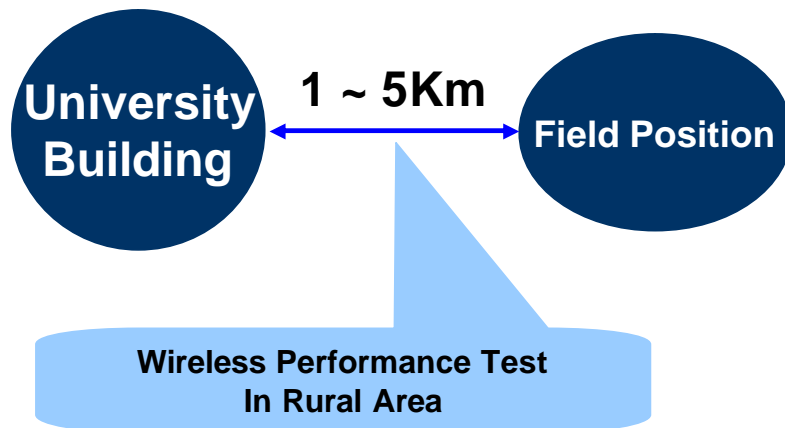 University
Building
1 ~ 5Km
Field Position
Wireless Performance Test
In Rural Area